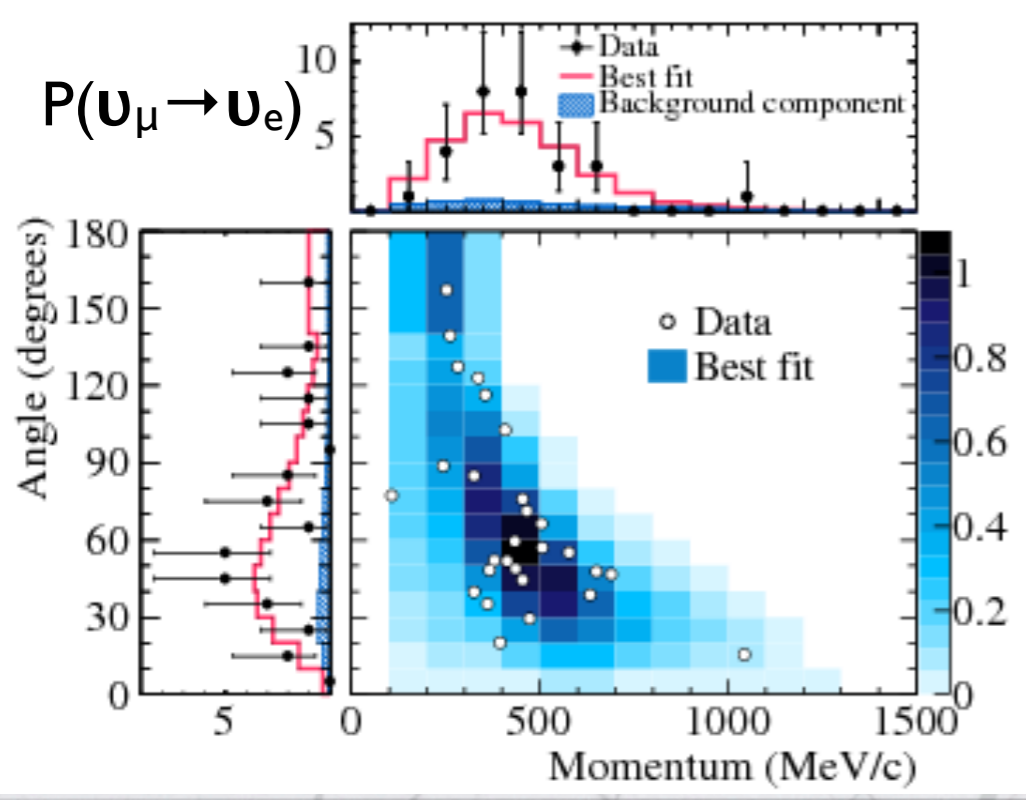 P(υμ→υe)
10
5
Data
Best fit
Background component
Angle (degrees)
180
150
120
90
60
30
0
5
Data
Best fit
1
0.8
0.6
0.4
0.2
0
0
500
1000
1500
Momentum (MeV/c)